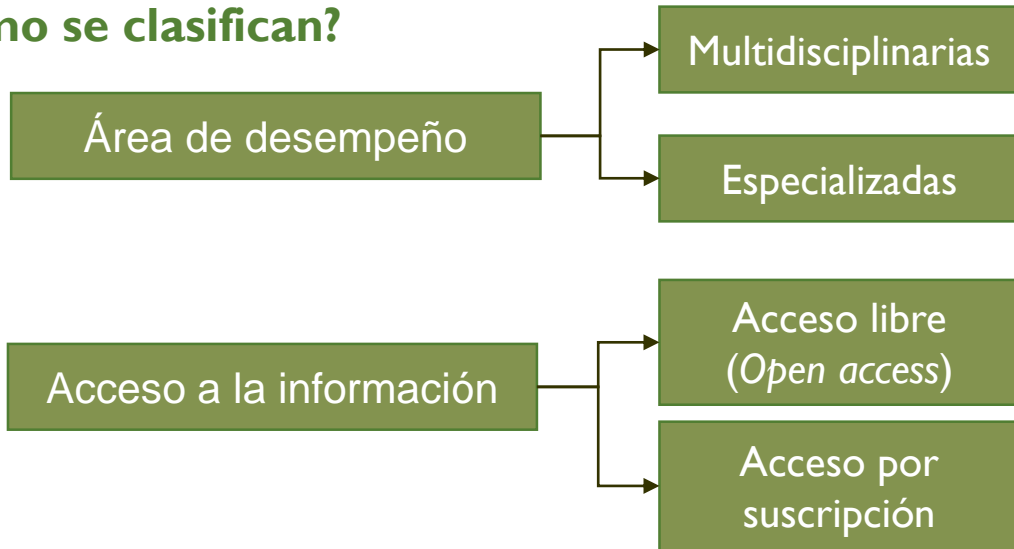 no se clasifican?
Área de desempeño
Multidisciplinarias
Especializadas
Acceso a la información
Acceso libre
(Open access)
Acceso por
suscripción